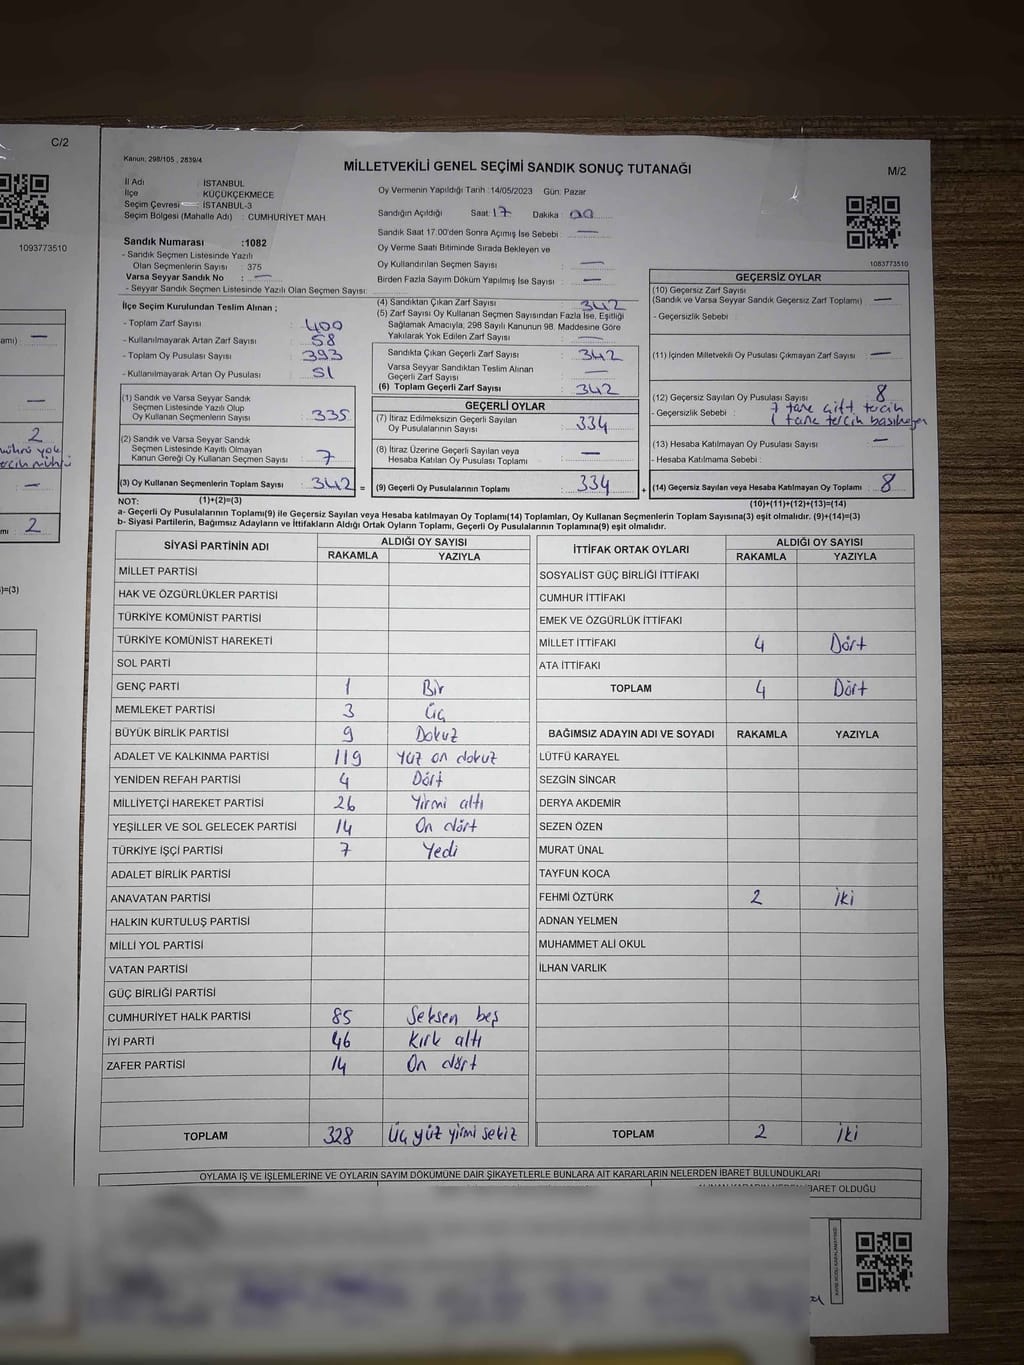 C/2
1093773510
amı) —
—
2
mührü yok
—
mı 2
)=(3)
Kanun: 298/105 , 2839/4
MİLLETVEKİLİ GENEL SEÇİMİ SANDIK SONUÇ TUTANAĞI
M/2
İl Adı : İSTANBUL
İlçe : KÜÇÜKÇEKMECE
Seçim Çevresi : İSTANBUL-3
Seçim Bölgesi (Mahalle Adı) : CUMHURİYET MAH.
Sandık Numarası :1082
- Sandık Seçmen Listesinde Yazılı
Olan Seçmenlerin Sayısı : 375
Varsa Seyyar Sandık No : —
- Seyyar Sandık Seçmen Listesinde Yazılı Olan Seçmen Sayısı:
Oy Vermenin Yapıldığı Tarih :14/05/2023 Gün: Pazar
Sandığın Açıldığı Saat: 17 Dakika : 00
Sandık Saat 17.00'den Sonra Açımış İse Sebebi : —
Oy Verme Saati Bitiminde Sırada Bekleyen ve
Oy Kullandırılan Seçmen Sayısı : —
Birden Fazla Sayım Döküm Yapılmış İse Sayısı : —
1083773510
İlçe Seçim Kurulundan Teslim Alınan ;
- Toplam Zarf Sayısı : 400
- Kullanılmayarak Artan Zarf Sayısı : 58
- Toplam Oy Pusulası Sayısı : 393
- Kullanılmayarak Artan Oy Pusulası : 51
(1) Sandık ve Varsa Seyyar Sandık
Seçmen Listesinde Yazılı Olup
Oy Kullanan Seçmenlerin Sayısı : 335
(2) Sandık ve Varsa Seyyar Sandık
Seçmen Listesinde Kayıtlı Olmayan
Kanun Gereği Oy Kullanan Seçmen Sayısı : 7
(3) Oy Kullanan Seçmenlerin Toplam Sayısı : 342 =
(4) Sandıktan Çıkan Zarf Sayısı : 342
(5) Zarf Sayısı Oy Kullanan Seçmen Sayısından Fazla İse, Eşitliği
Sağlamak Amacıyla; 298 Sayılı Kanunun 98. Maddesine Göre
Yakılarak Yok Edilen Zarf Sayısı : —
Sandıkta Çıkan Geçerli Zarf Sayısı : 342
Varsa Seyyar Sandıktan Teslim Alınan
Geçerli Zarf Sayısı : —
(6) Toplam Geçerli Zarf Sayısı : 342
GEÇERLİ OYLAR
(7) İtiraz Edilmeksizin Geçerli Sayılan
Oy Pusulalarının Sayısı : 334
(8) İtiraz Üzerine Geçerli Sayılan veya
Hesaba Katılan Oy Pusulası Toplamı : —
(9) Geçerli Oy Pusulalarının Toplamı : 334 +
GEÇERSİZ OYLAR
(10) Geçersiz Zarf Sayısı
(Sandık ve Varsa Seyyar Sandık Geçersiz Zarf Toplamı) : —
- Geçersizlik Sebebi :
(11) İçinden Milletvekili Oy Pusulası Çıkmayan Zarf Sayısı : —
(12) Geçersiz Sayılan Oy Pusulası Sayısı : 8
- Geçersizlik Sebebi : 7 tane çift tercih
1 tane tercih
(13) Hesaba Katılmayan Oy Pusulası Sayısı : —
- Hesaba Katılmama Sebebi :
(14) Geçersiz Sayılan veya Hesaba Katılmayan Oy Toplamı : 8
NOT: (1)+(2)=(3) (10)+(11)+(12)+(13)=(14)
a- Geçerli Oy Pusulalarının Toplamı(9) ile Geçersiz Sayılan veya Hesaba katılmayan Oy Toplamı(14) Toplamları, Oy Kullanan Seçmenlerin Toplam Sayısına(3) eşit olmalıdır. (9)+(14)=(3)
b- Siyasi Partilerin, Bağımsız Adayların ve İttifakların Aldığı Ortak Oyların Toplamı, Geçerli Oy Pusulalarının Toplamına(9) eşit olmalıdır.
SİYASİ PARTİNİN ADI ALDIĞI OY SAYISI
RAKAMLA YAZIYLA
MİLLET PARTİSİ
HAK VE ÖZGÜRLÜKLER PARTİSİ
TÜRKİYE KOMÜNİST PARTİSİ
TÜRKİYE KOMÜNİST HAREKETİ
SOL PARTİ
GENÇ PARTİ 1 Bir
MEMLEKET PARTİSİ 3 Üç
BÜYÜK BİRLİK PARTİSİ 9 Dokuz
ADALET VE KALKINMA PARTİSİ 119 Yüz on dokuz
YENİDEN REFAH PARTİSİ 4 Dört
MİLLİYETÇİ HAREKET PARTİSİ 26 Yirmi altı
YEŞİLLER VE SOL GELECEK PARTİSİ 14 On dört
TÜRKİYE İŞÇİ PARTİSİ 7 Yedi
ADALET BİRLİK PARTİSİ
ANAVATAN PARTİSİ
HALKIN KURTULUŞ PARTİSİ
MİLLİ YOL PARTİSİ
VATAN PARTİSİ
GÜÇ BİRLİĞİ PARTİSİ
CUMHURİYET HALK PARTİSİ 85 Seksen beş
İYİ PARTİ 46 Kırk altı
ZAFER PARTİSİ 14 On dört
TOPLAM 328 Üç yüz yirmi sekiz
İTTİFAK ORTAK OYLARI ALDIĞI OY SAYISI
RAKAMLA YAZIYLA
SOSYALİST GÜÇ BİRLİĞİ İTTİFAKI
CUMHUR İTTİFAKI
EMEK VE ÖZGÜRLÜK İTTİFAKI
MİLLET İTTİFAKI 4 Dört
ATA İTTİFAKI
TOPLAM 4 Dört
BAĞIMSIZ ADAYIN ADI VE SOYADI RAKAMLA YAZIYLA
LÜTFÜ KARAYEL
SEZGİN SİNCAR
DERYA AKDEMİR
SEZEN ÖZEN
MURAT ÜNAL
TAYFUN KOCA
FEHMİ ÖZTÜRK 2 İki
ADNAN YELMEN
MUHAMMET ALİ OKUL
İLHAN VARLIK
TOPLAM 2 İki
OYLAMA İŞ VE İŞLEMLERİNE VE OYLARIN SAYIM DÖKÜMÜNE DAİR ŞİKAYETLERLE BUNLARA AİT KARARLARIN NELERDEN İBARET BULUNDUKLARI
ALINAN KARARIN NEDEN İBARET OLDUĞU